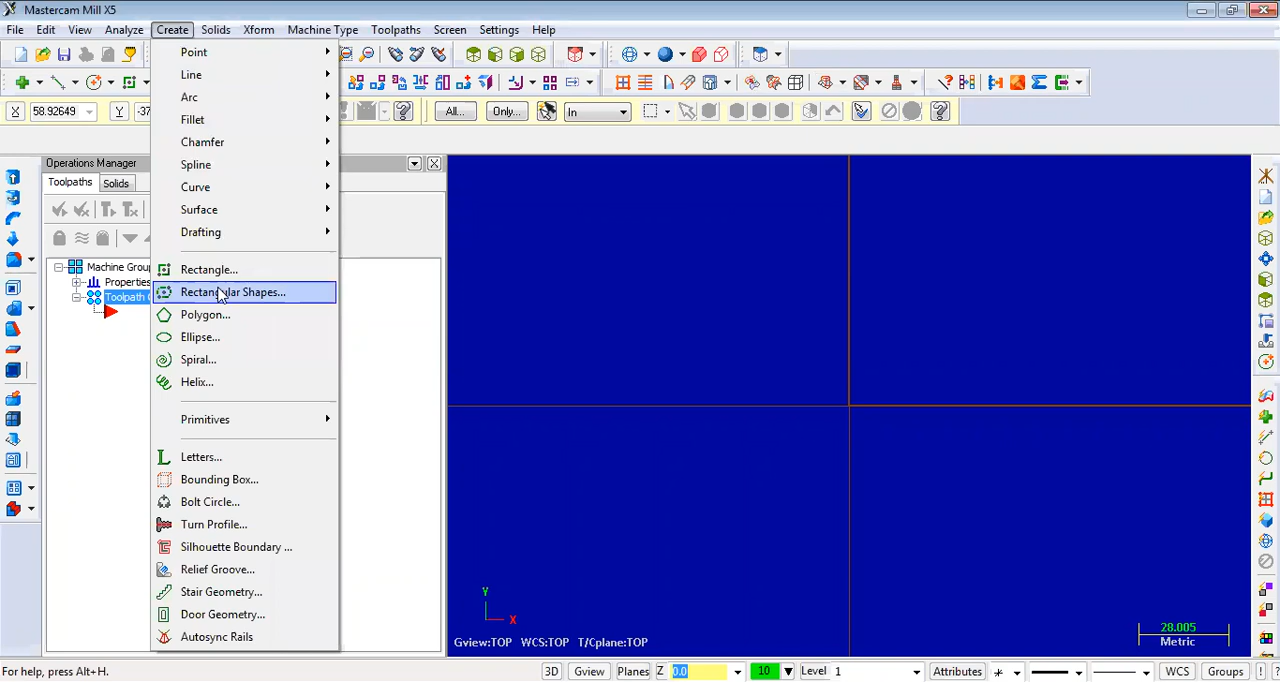 Mastercam Mill X5
File Edit View Analyze Create Solids Xform Machine Type Toolpaths Screen Settings Help
X 58.92649 Y -37
All... Only... In
Operations Manager
Toolpaths Solids
Machine Group
Properties
Toolpath G
Point
Line
Arc
Fillet
Chamfer
Spline
Curve
Surface
Drafting
Rectangle...
Rectangular Shapes...
Polygon...
Ellipse...
Spiral...
Helix...
Primitives
Letters...
Bounding Box...
Bolt Circle...
Turn Profile...
Silhouette Boundary ...
Relief Groove...
Stair Geometry...
Door Geometry...
Autosync Rails
Y
X
Gview:TOP WCS:TOP T/Cplane:TOP
28.005
Metric
For help, press Alt+H.
3D Gview Planes Z 0.0 10 Level 1 Attributes WCS Groups ! ?